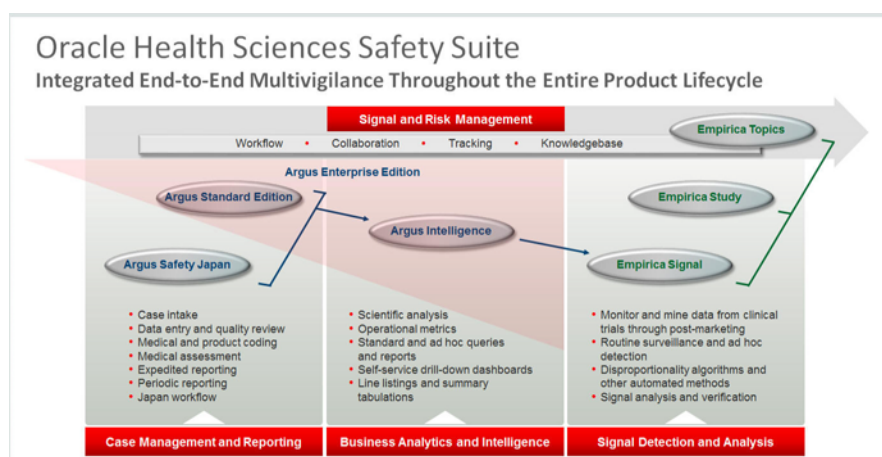 Oracle Health Sciences Safety Suite
Integrated End-to-End Multivigilance Throughout the Entire Product Lifecycle
Signal and Risk Management
Empirica Topics
Workflow • Collaboration • Tracking • Knowledgebase
Argus Enterprise Edition
Argus Standard Edition
Argus Safety Japan
Argus Intelligence
Empirica Study
Empirica Signal
• Case intake
• Data entry and quality review
• Medical and product coding
• Medical assessment
• Expedited reporting
• Periodic reporting
• Japan workflow
• Scientific analysis
• Operational metrics
• Standard and ad hoc queries
and reports
• Self-service drill-down dashboards
• Line listings and summary
tabulations
• Monitor and mine data from clinical
trials through post-marketing
• Routine surveillance and ad hoc
detection
• Disproportionality algorithms and
other automated methods
• Signal analysis and verification
Case Management and Reporting
Business Analytics and Intelligence
Signal Detection and Analysis